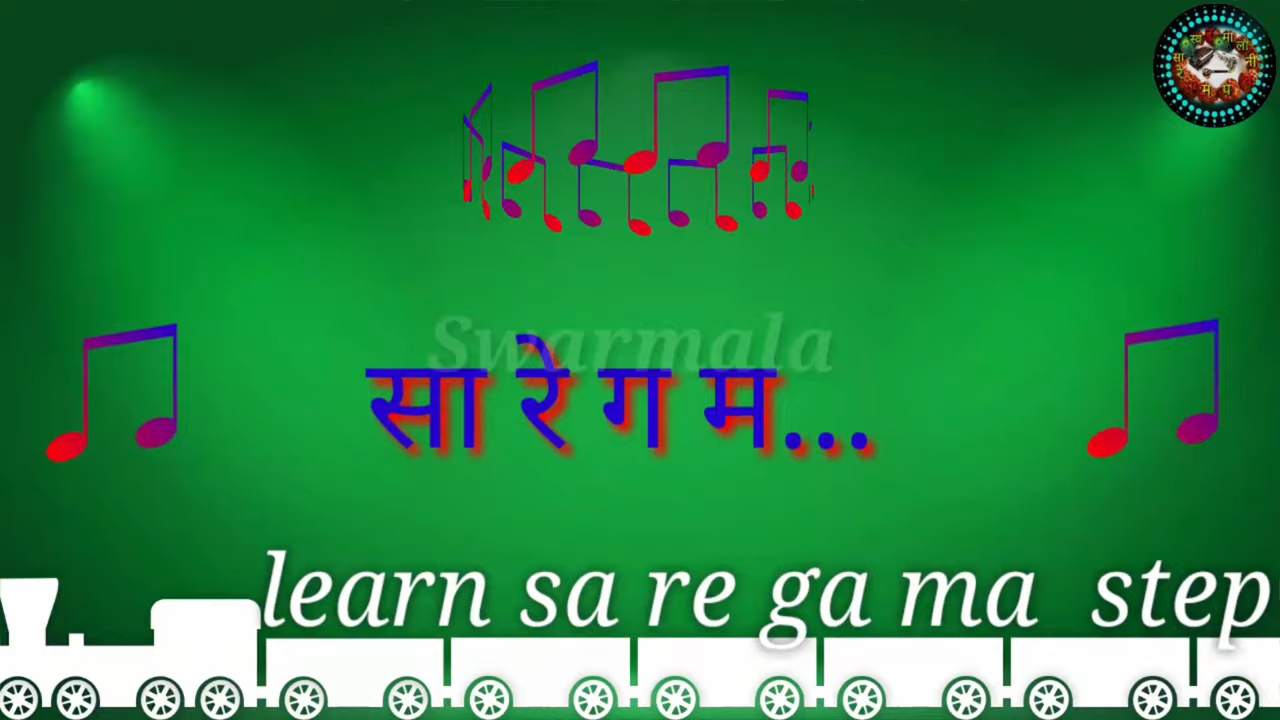 Swarmala
सा रे ग म...
learn sa re ga ma step